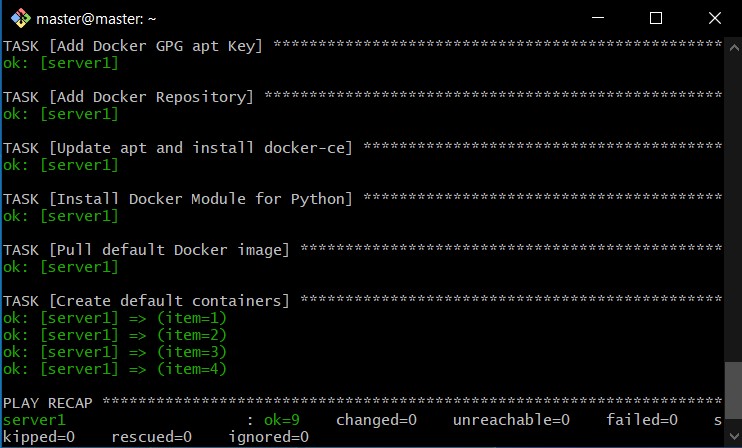 master@master: ~
TASK [Add Docker GPG apt Key] **************************************************
ok: [server1]
TASK [Add Docker Repository] ***************************************************
ok: [server1]
TASK [Update apt and install docker-ce] ****************************************
ok: [server1]
TASK [Install Docker Module for Python] ****************************************
ok: [server1]
TASK [Pull default Docker image] ***********************************************
ok: [server1]
TASK [Create default containers] ***********************************************
ok: [server1] => (item=1)
ok: [server1] => (item=2)
ok: [server1] => (item=3)
ok: [server1] => (item=4)
PLAY RECAP *********************************************************************
server1                    : ok=9    changed=0    unreachable=0    failed=0    s
kipped=0    rescued=0    ignored=0